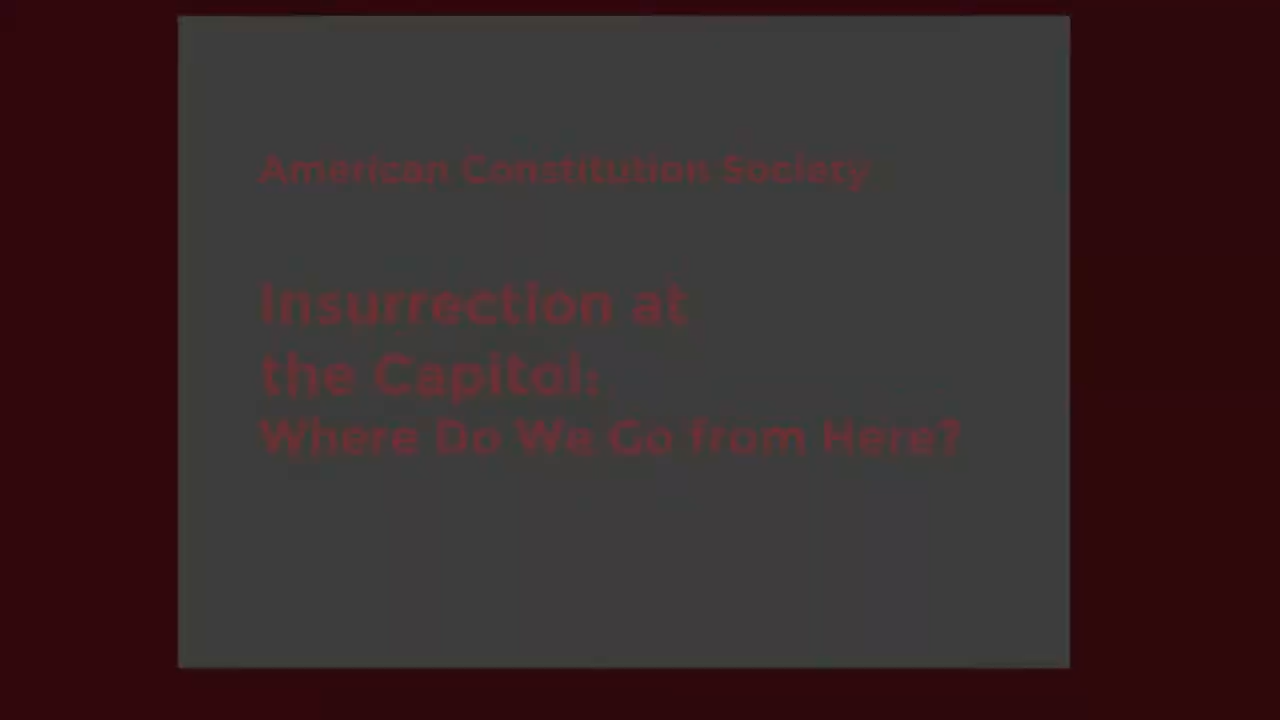 American Constitution Society
Insurrection at
the Capitol:
Where Do We Go from Here?